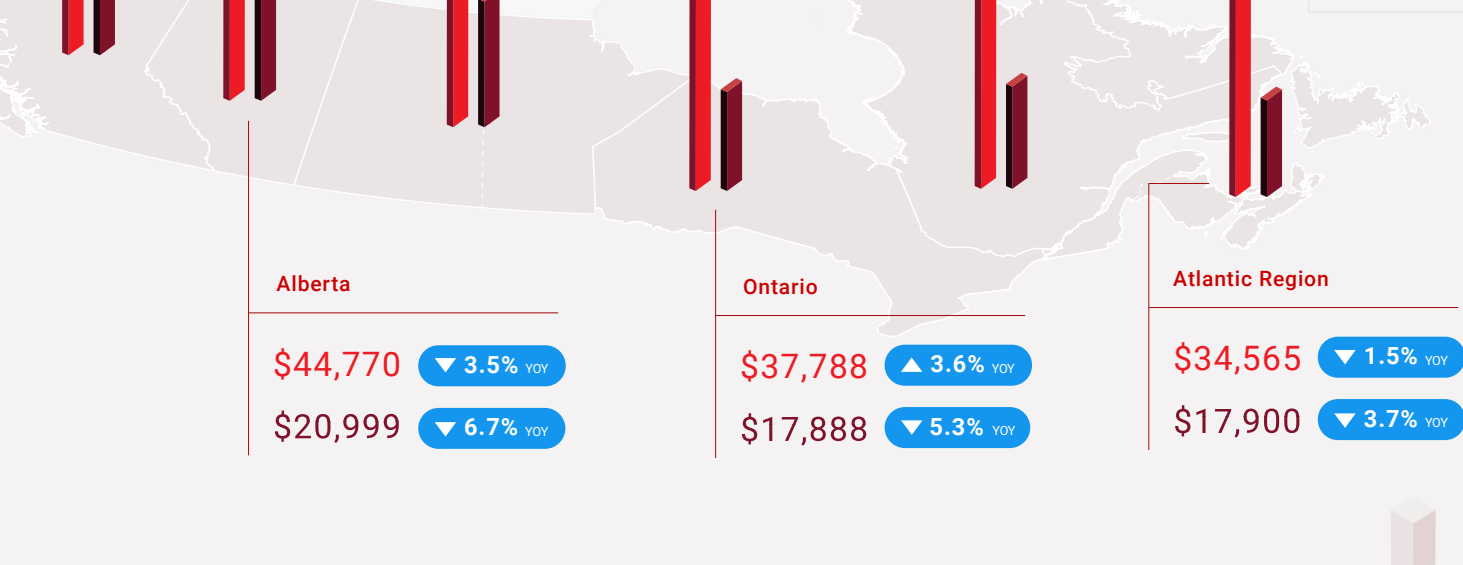 Alberta
$44,770 ▼ 3.5% YOY
$20,999 ▼ 6.7% YOY
Ontario
$37,788 ▲ 3.6% YOY
$17,888 ▼ 5.3% YOY
Atlantic Region
$34,565 ▼ 1.5% YOY
$17,900 ▼ 3.7% YOY